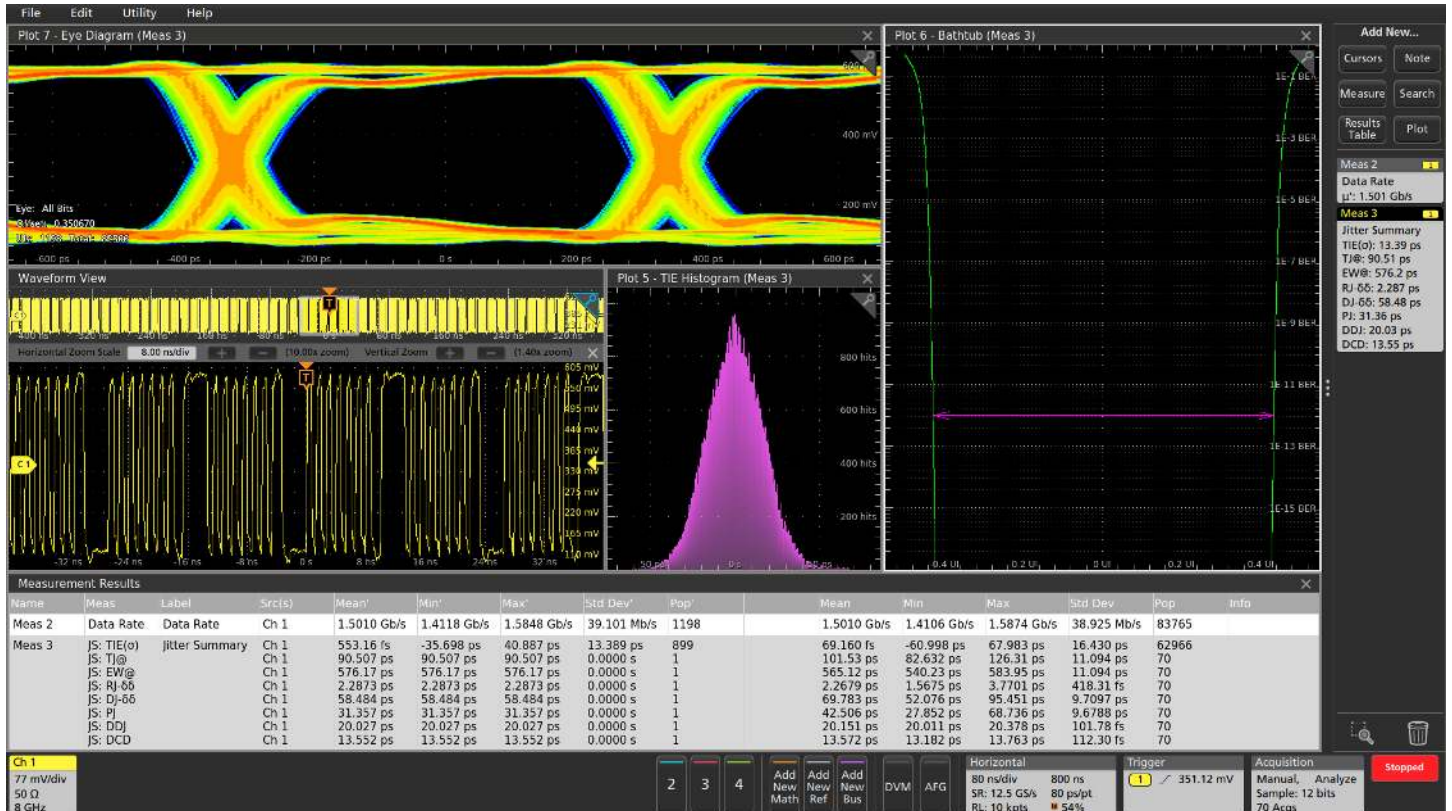 File Edit Utility Help
Plot 7 - Eye Diagram (Meas 3)
600 mV
400 mV
200 mV
Eye: All Bits
Offset: 0.350670
-600 ps -400 ps -200 ps 0 s 200 ps 400 ps 600 ps
Plot 6 - Bathtub (Meas 3)
1E-1 BER
1E-3 BER
1E-5 BER
1E-7 BER
1E-9 BER
1E-11 BER
1E-13 BER
1E-15 BER
0.4 UI 0.2 UI 0 UI 0.2 UI 0.4 UI
Waveform View
C1
T
Horizontal Zoom Scale 8.00 ns/div + - (10.00x zoom) Vertical Zoom + - (1.40x zoom)
T
605 mV
550 mV
495 mV
C1
365 mV
330 mV
275 mV
220 mV
165 mV
110 mV
-32 ns -24 ns -16 ns -8 ns 0 s 8 ns 16 ns 24 ns 32 ns
Plot 5 - TIE Histogram (Meas 3)
800 hits
600 hits
400 hits
200 hits
0 s
Add New...
Cursors Note
Measure Search
Results Table Plot
Meas 2 1
Data Rate
µ': 1.501 Gb/s
Meas 3 1
Jitter Summary
TIE(σ): 13.39 ps
TJ@: 90.51 ps
EW@: 576.2 ps
RJ-δδ: 2.287 ps
DJ-δδ: 58.48 ps
PJ: 31.36 ps
DDJ: 20.03 ps
DCD: 13.55 ps
Measurement Results
Name Meas Label Src(s) Mean' Min' Max' Std Dev' Pop' Mean Min Max Std Dev Pop Info
Meas 2 Data Rate Data Rate Ch 1 1.5010 Gb/s 1.4118 Gb/s 1.5848 Gb/s 39.101 Mb/s 1198 1.5010 Gb/s 1.4106 Gb/s 1.5874 Gb/s 38.925 Mb/s 83765
Meas 3 JS: TIE(σ) Jitter Summary Ch 1 553.16 fs -35.698 ps 40.887 ps 13.389 ps 899 69.160 fs -60.998 ps 67.983 ps 16.430 ps 62966
JS: TJ@ Ch 1 90.507 ps 90.507 ps 90.507 ps 0.0000 s 1 101.53 ps 82.632 ps 126.31 ps 11.094 ps 70
JS: EW@ Ch 1 576.17 ps 576.17 ps 576.17 ps 0.0000 s 1 565.12 ps 540.23 ps 583.95 ps 11.094 ps 70
JS: RJ-δδ Ch 1 2.2873 ps 2.2873 ps 2.2873 ps 0.0000 s 1 2.2679 ps 1.5675 ps 3.7701 ps 418.31 fs 70
JS: DJ-δδ Ch 1 58.484 ps 58.484 ps 58.484 ps 0.0000 s 1 69.783 ps 52.076 ps 95.451 ps 9.7097 ps 70
JS: PJ Ch 1 31.357 ps 31.357 ps 31.357 ps 0.0000 s 1 42.506 ps 27.852 ps 68.736 ps 9.6788 ps 70
JS: DDJ Ch 1 20.027 ps 20.027 ps 20.027 ps 0.0000 s 1 20.151 ps 20.011 ps 20.378 ps 101.78 fs 70
JS: DCD Ch 1 13.552 ps 13.552 ps 13.552 ps 0.0000 s 1 13.572 ps 13.182 ps 13.763 ps 112.30 fs 70
Ch 1
77 mV/div
50 Ω
8 GHz
2 3 4
Add New Math
Add New Ref
Add New Bus
DVM AFG
Horizontal
80 ns/div 800 ns
SR: 12.5 GS/s 80 ps/pt
RL: 10 kpts 54%
Trigger
1 351.12 mV
Acquisition
Manual, Analyze
Sample: 12 bits
70 Acqs
Stopped